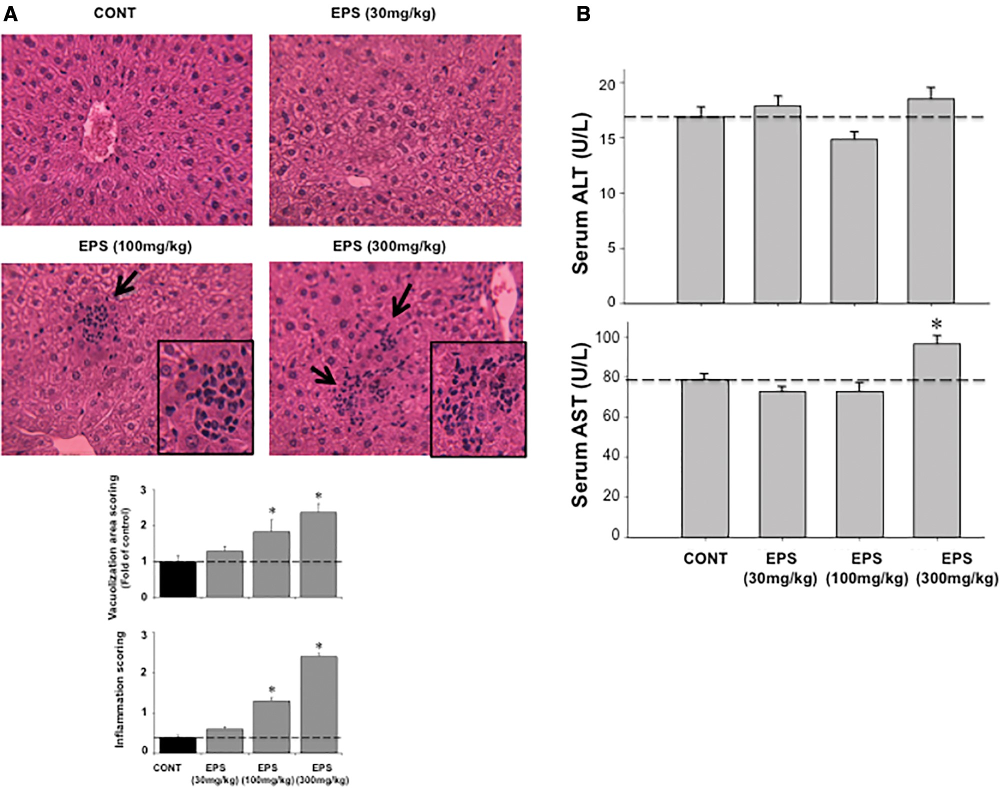 A
CONT
EPS (30mg/kg)
EPS (100mg/kg)
EPS (300mg/kg)
Vacuolization area scoring
(Fold of control)
3
2
1
0
*
*
Inflammation scoring
3
2
1
0
*
*
CONT
EPS
(30mg/kg)
EPS
(100mg/kg)
EPS
(300mg/kg)
B
Serum ALT (U/L)
20
15
10
5
0
Serum AST (U/L)
100
80
60
40
20
0
*
CONT
EPS
(30mg/kg)
EPS
(100mg/kg)
EPS
(300mg/kg)